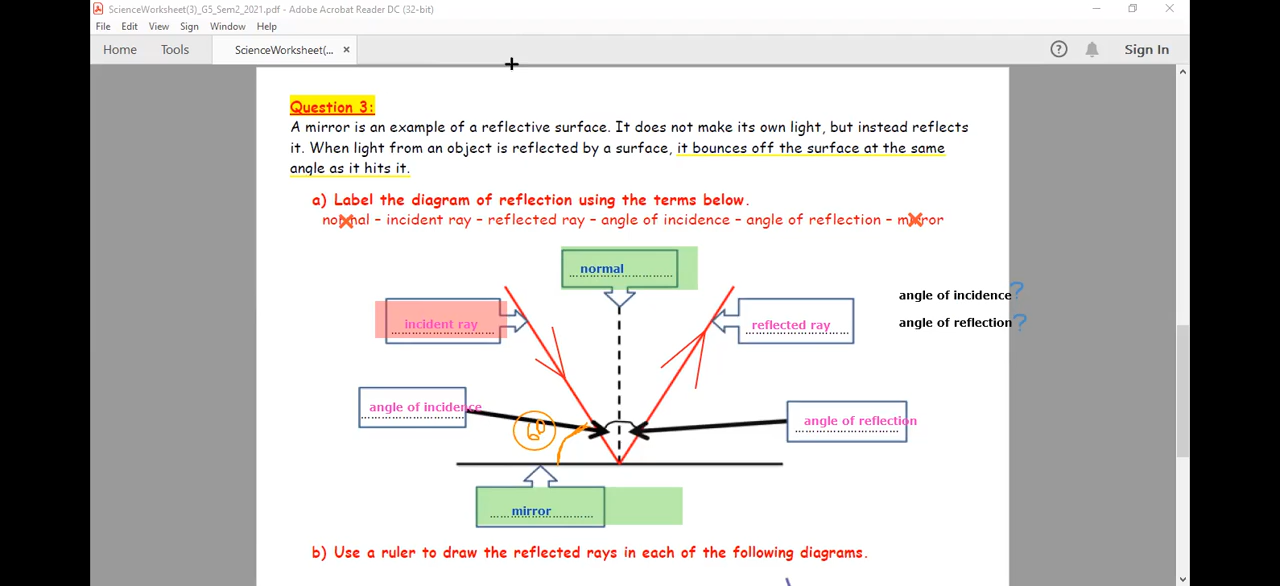 ScienceWorksheet(3)_G5_Sem2_2021.pdf - Adobe Acrobat Reader DC (32-bit)
File Edit View Sign Window Help
Home Tools ScienceWorksheet(... × ? Sign In
Question 3:
A mirror is an example of a reflective surface. It does not make its own light, but instead reflects
it. When light from an object is reflected by a surface, it bounces off the surface at the same
angle as it hits it.
a) Label the diagram of reflection using the terms below.
normal – incident ray – reflected ray – angle of incidence – angle of reflection – mirror
normal
angle of incidence?
incident ray
reflected ray
angle of reflection?
angle of incidence
angle of reflection
60
mirror
b) Use a ruler to draw the reflected rays in each of the following diagrams.